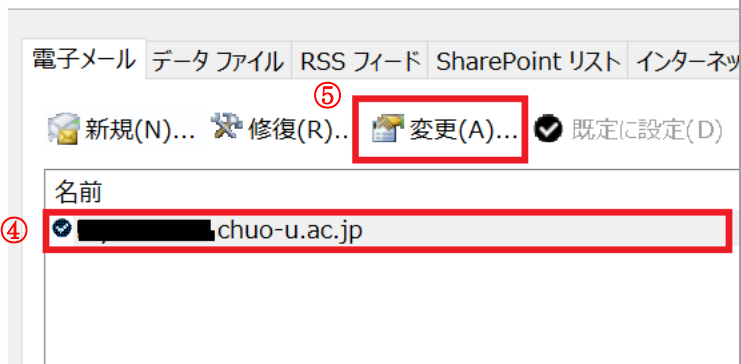 電子メール データ ファイル RSS フィード SharePoint リスト インターネッ
⑤
新規(N)... 修復(R)... 変更(A)... 既定に設定(D)
名前
④ chuo-u.ac.jp